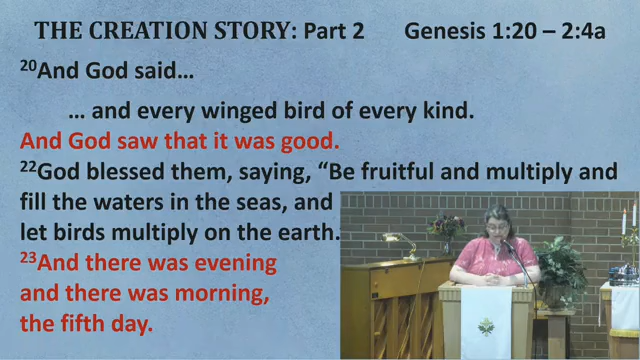 THE CREATION STORY: Part 2 Genesis 1:20 – 2:4a
20And God said…
… and every winged bird of every kind.
And God saw that it was good.
22God blessed them, saying, “Be fruitful and multiply and
fill the waters in the seas, and
let birds multiply on the earth.
23And there was evening
and there was morning,
the fifth day.